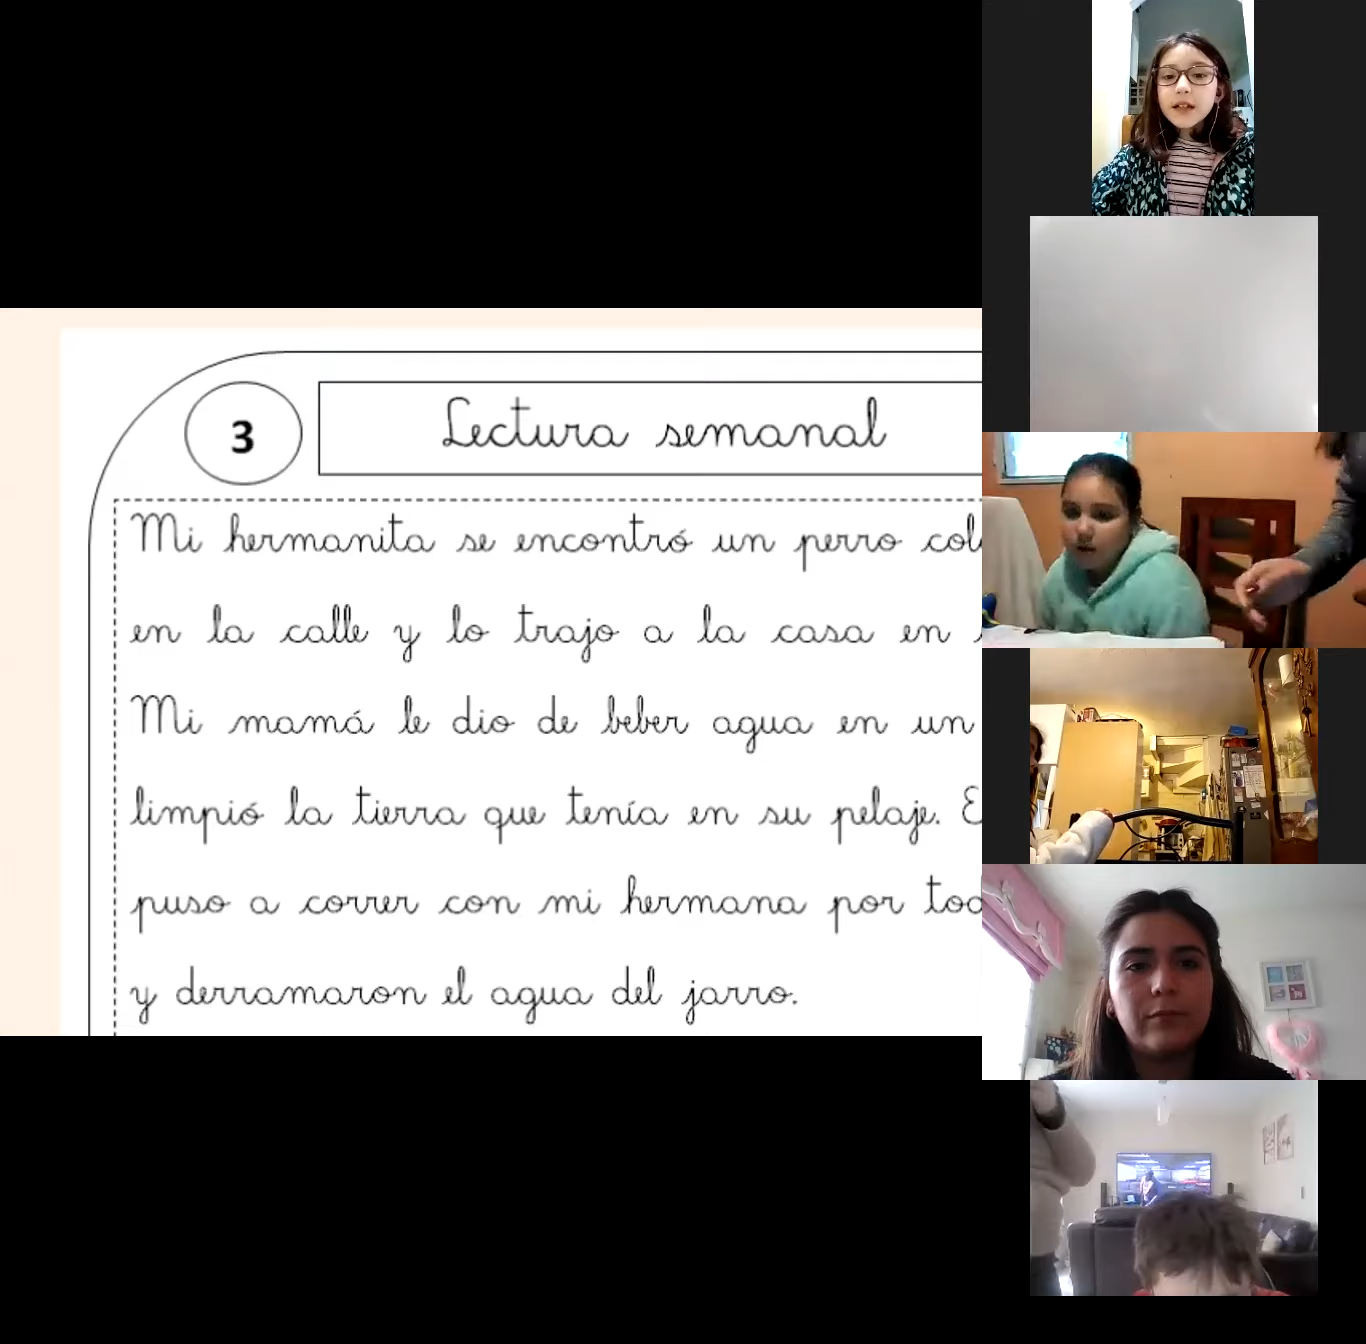 3
Lectura semanal
Mi hermanita se encontró un perro
en la calle y lo trajo a la casa en
Mi mamá le dio de beber agua en un
limpió la tierra que tenía en su pelaje.
puso a correr con mi hermana por
y derramaron el agua del jarro.